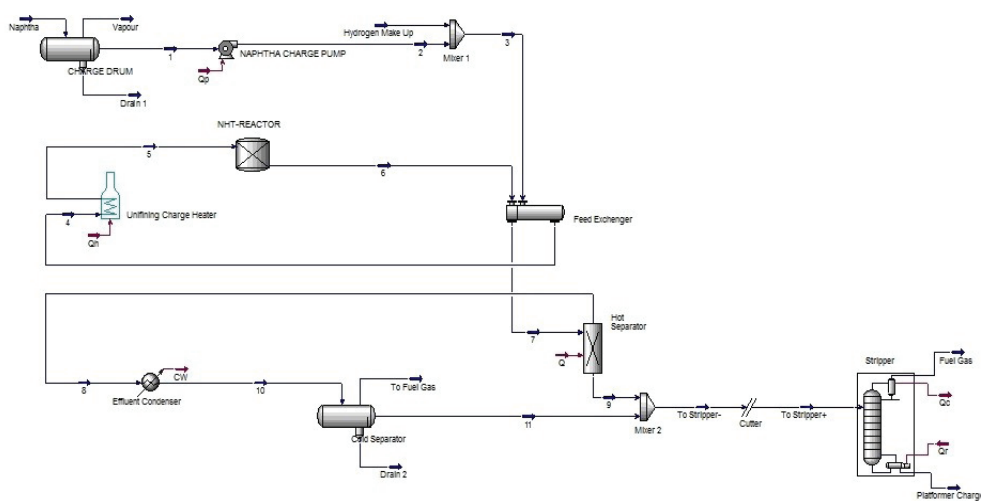 Naphtha
Vapour
Hydrogen Make Up
3
1
2
NAPHTHA CHARGE PUMP
Mixer 1
CHARGE DRUM
Qp
Drain 1
NHT-REACTOR
5
6
4
Unifining Charge Heater
Feed Exchenger
Qh
Hot
Separator
7
Q
Stripper
Fuel Gas
CW
To Fuel Gas
8
10
9
Qc
Effluent Condenser
To Stripper-
To Stripper+
Cold Separator
11
Mixer 2
Cutter
Qr
Drain 2
Platformer Charge